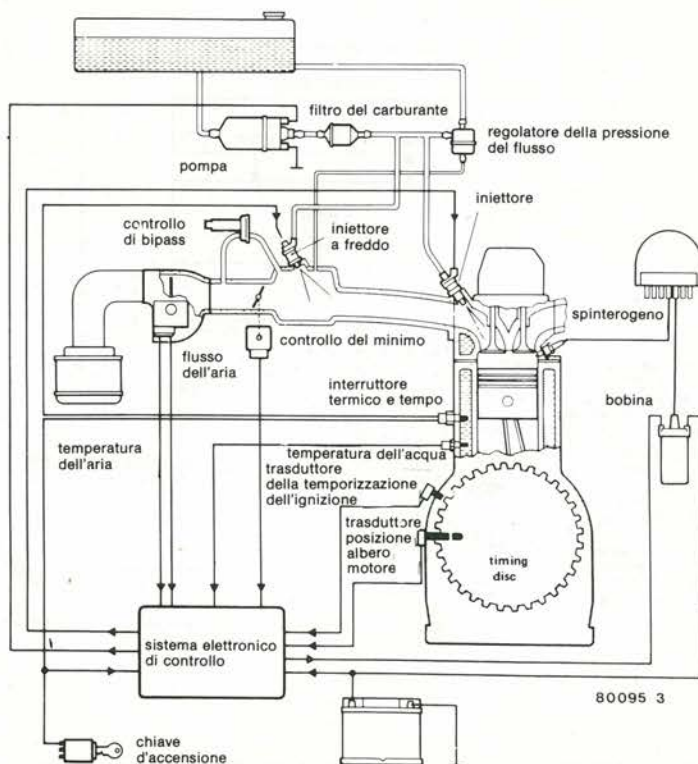 filtro del carburante
regolatore della pressione
del flusso
pompa
iniettore
controllo
di bipass
iniettore
a freddo
spinterogeno
flusso
dell'aria
controllo del minimo
interruttore
termico e tempo
bobina
temperatura
dell'aria
temperatura dell'acqua
trasduttore
della temporizzazione
dell'ignizione
trasduttore
posizione
albero
motore
timing
disc
sistema elettronico
di controllo
80095 3
chiave
d'accensione